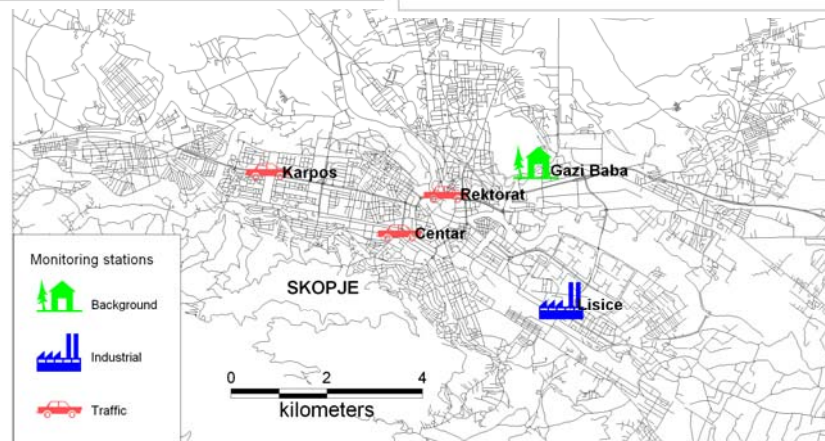 Karpos
Gazi Baba
Rektorat
Centar
SKOPJE
Lisice
Monitoring stations
Background
Industrial
Traffic
0 2 4
kilometers